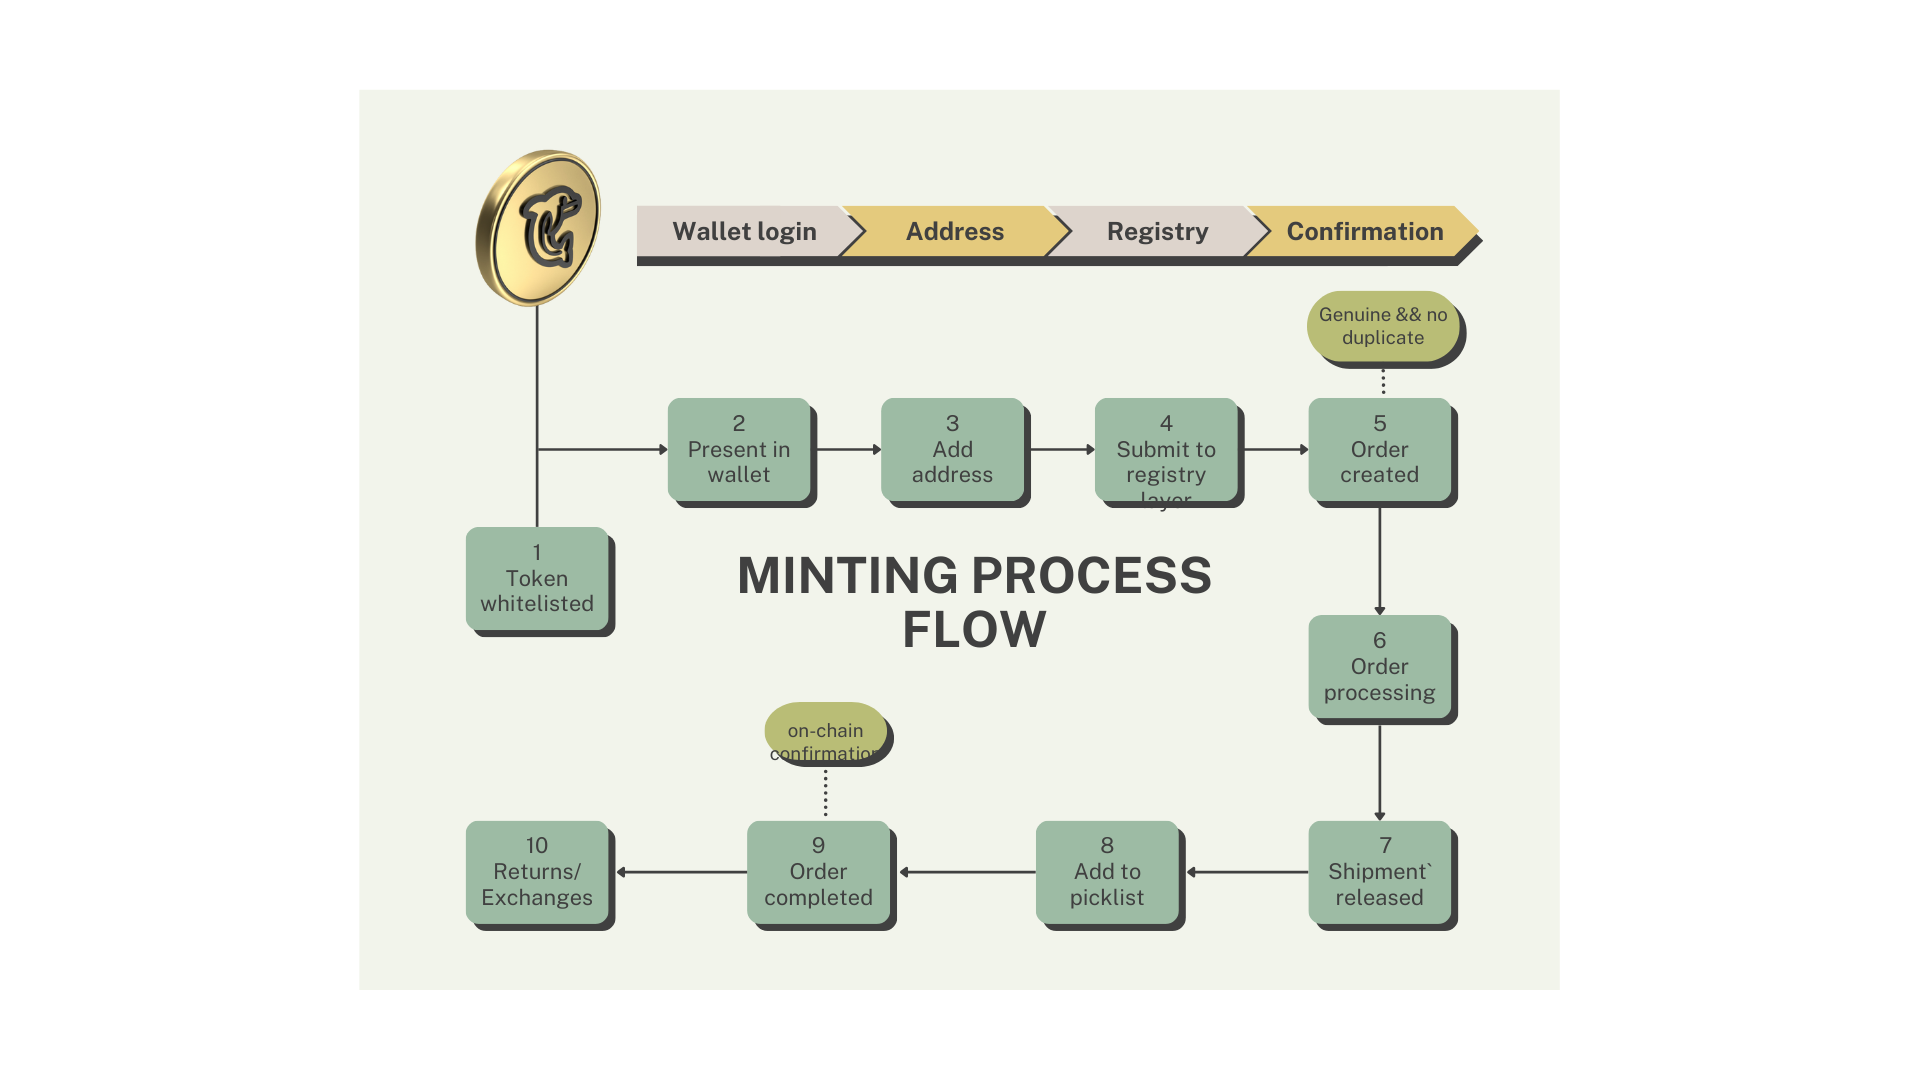 Wallet login
Address
Registry
Confirmation
Genuine && no
duplicate
2
Present in
wallet
3
Add
address
4
Submit to
registry
layer
5
Order
created
1
Token
whitelisted
MINTING PROCESS
FLOW
6
Order
processing
on-chain
confirmation
10
Returns/
Exchanges
9
Order
completed
8
Add to
picklist
7
Shipment`
released